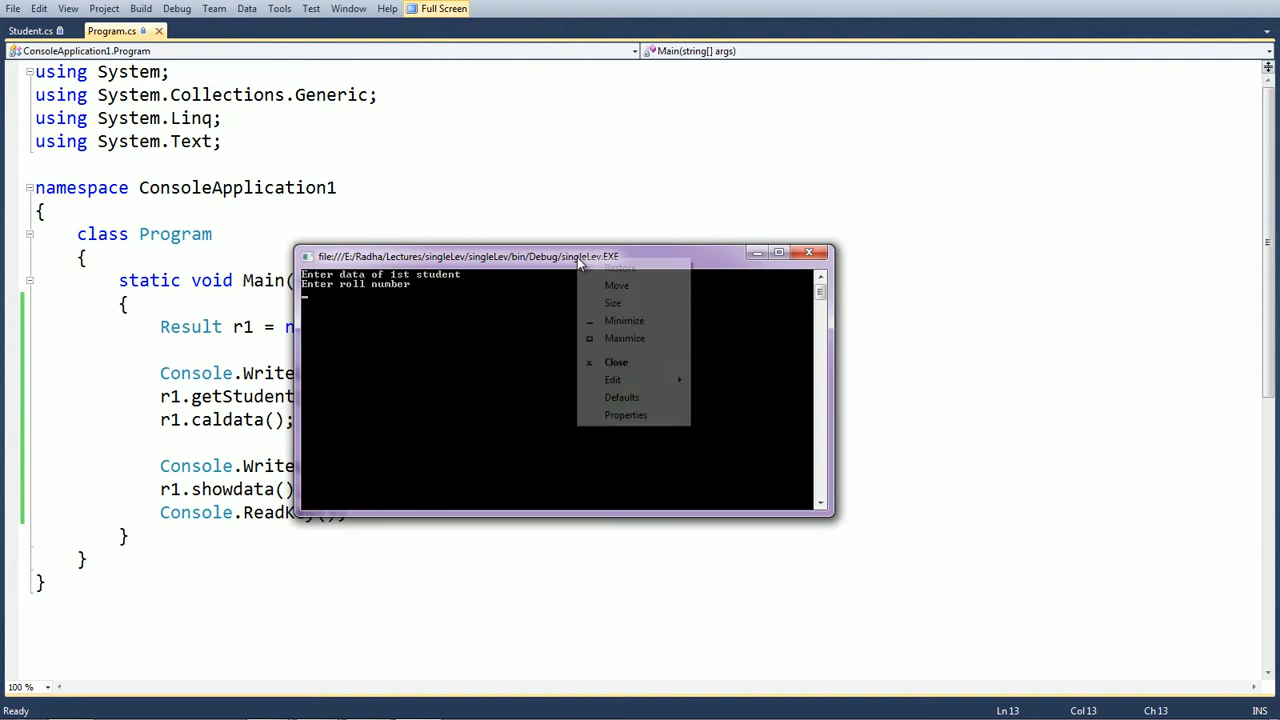 File Edit View Project Build Debug Team Data Tools Test Window Help Full Screen
Student.cs Program.cs
ConsoleApplication1.Program Main(string[] args)
using System;
using System.Collections.Generic;
using System.Linq;
using System.Text;
namespace ConsoleApplication1
{
class Program
{
static void Main(
{
Result r1 = n
Console.Write
r1.getStudent
r1.caldata();
Console.Write
r1.showdata()
Console.ReadKey();
}
}
}
file:///E:/Radha/Lectures/singleLev/singleLev/bin/Debug/singleLev.EXE
Enter data of 1st student
Enter roll number
Restore
Move
Size
Minimize
Maximize
x Close
Edit
Defaults
Properties
100 %
Ready Ln 13 Col 13 Ch 13 INS